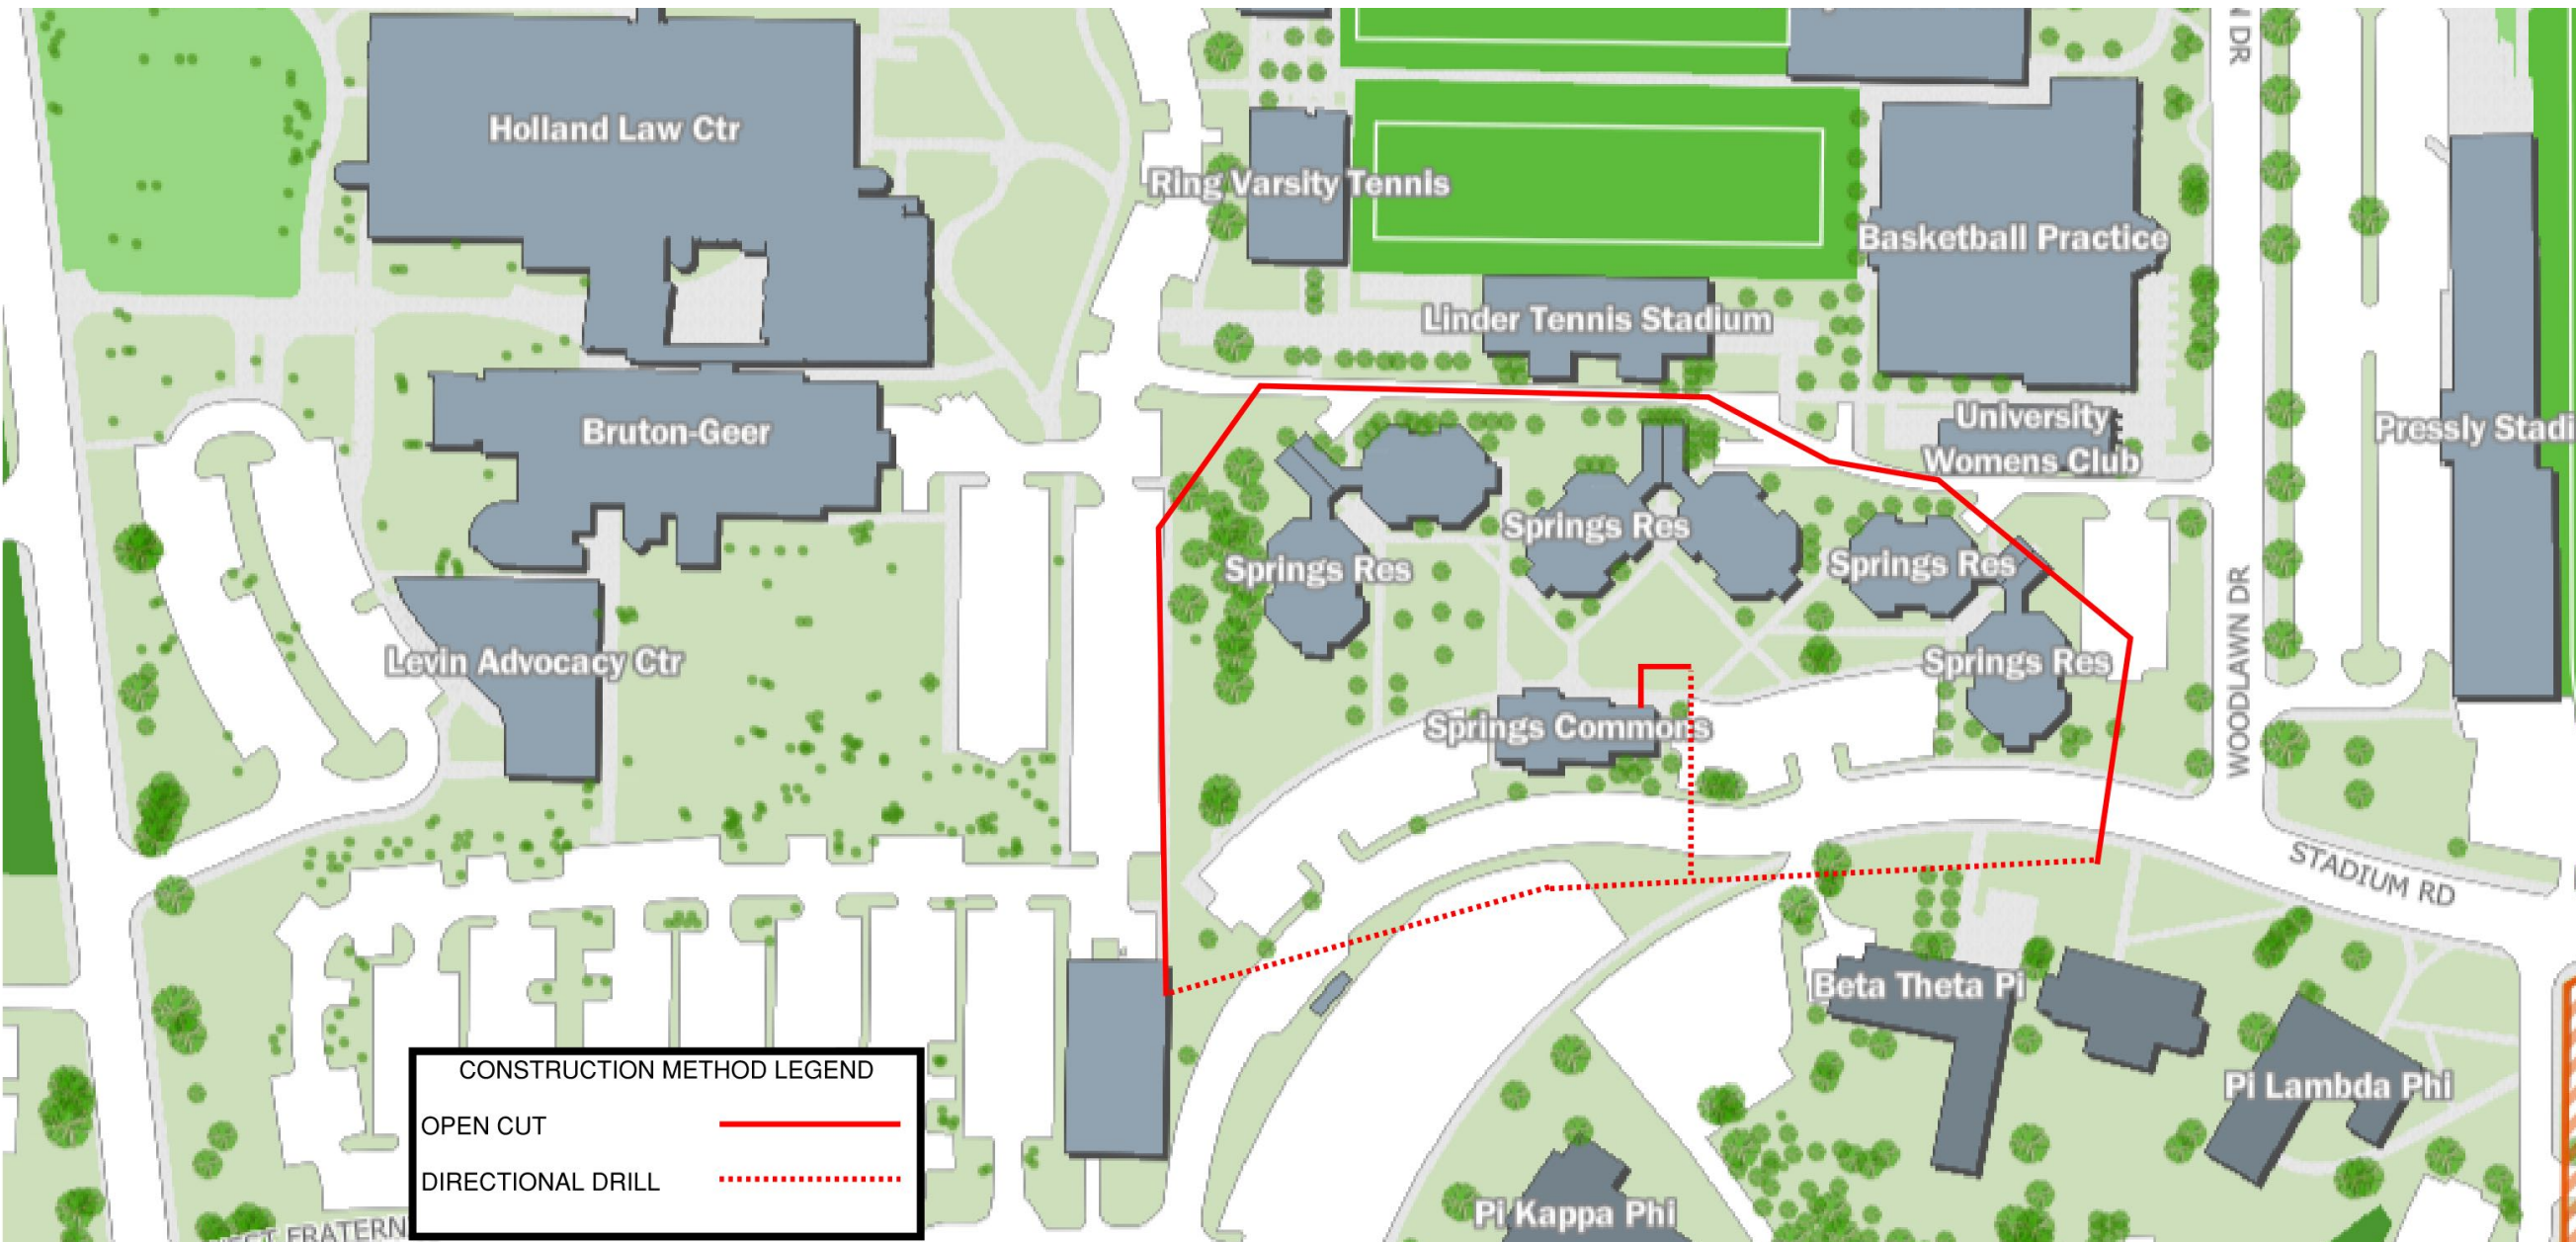 N DR
Holland Law Ctr
Ring Varsity Tennis
Basketball Practice
Linder Tennis Stadium
University
Womens Club
Pressly Stadi
Bruton-Geer
Springs Res
Springs Res
Springs Res
Springs Res
Levin Advocacy Ctr
WOODLAWN DR
Springs Commons
STADIUM RD
Beta Theta Pi
Pi Lambda Phi
CONSTRUCTION METHOD LEGEND
OPEN CUT
DIRECTIONAL DRILL
Pi Kappa Phi
FRATERN